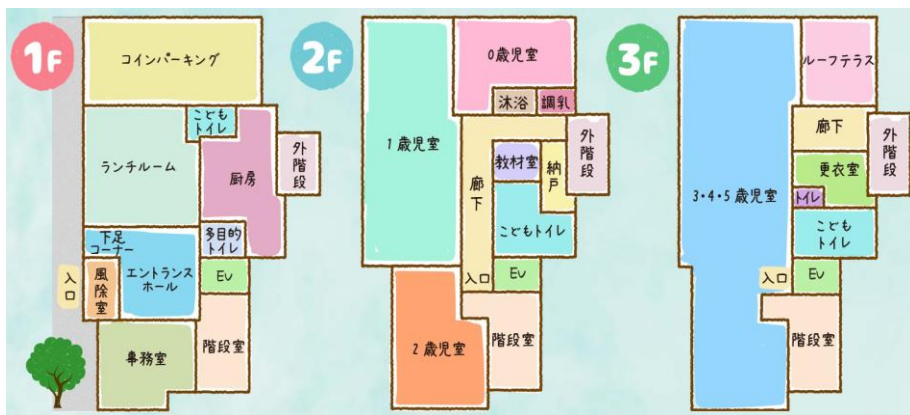 1F
コインパーキング
こども
トイレ
ランチルーム
厨房
外階段
下足
コーナー
多目的
トイレ
入口
風除室
エントランス
ホール
EV
事務室
階段室
2F
0歳児室
沐浴
調乳
1歳児室
教材室
納戸
外階段
廊下
こどもトイレ
入口
EV
2歳児室
階段室
3F
ルーフテラス
廊下
外階段
3・4・5歳児室
更衣室
トイレ
こども
トイレ
入口
EV
階段室